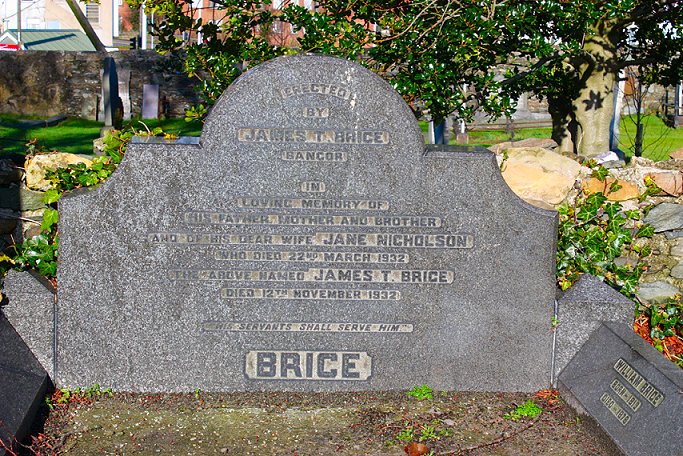 ERECTED
BY
JAMES T. BRICE
BANGOR
IN
LOVING MEMORY OF
HIS FATHER, MOTHER AND BROTHER
AND OF HIS DEAR WIFE JANE NICHOLSON
WHO DIED 22ND MARCH 1932
THE ABOVE NAMED JAMES T. BRICE
DIED 12TH NOVEMBER 1932
"HIS SERVANTS SHALL SERVE HIM"
BRICE